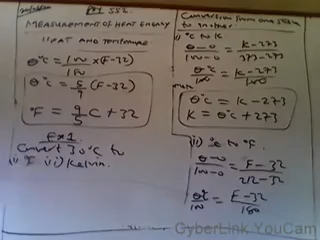 PHY 552
MEASUREMENT OF HEAT ENERGY
HEAT AND TEMPERATURE
θ°C = 100/180 (F-32)
θ°C = 5/9 (F-32)
°F = 9/5 C + 32
Ex 1
Convert 30°C to
(i) °F (ii) Kelvin.
Conversion from one scale
to another
(i) °C to K
θ-0/100-0 = K-273/373-273
θ°C/100 = K-273/100
θ°C = K-273
K = θ°C + 273
(ii) °C to °F
θ-0/100-0 = F-32/212-32
θ°C/100 = F-32/180
CyberLink YouCam